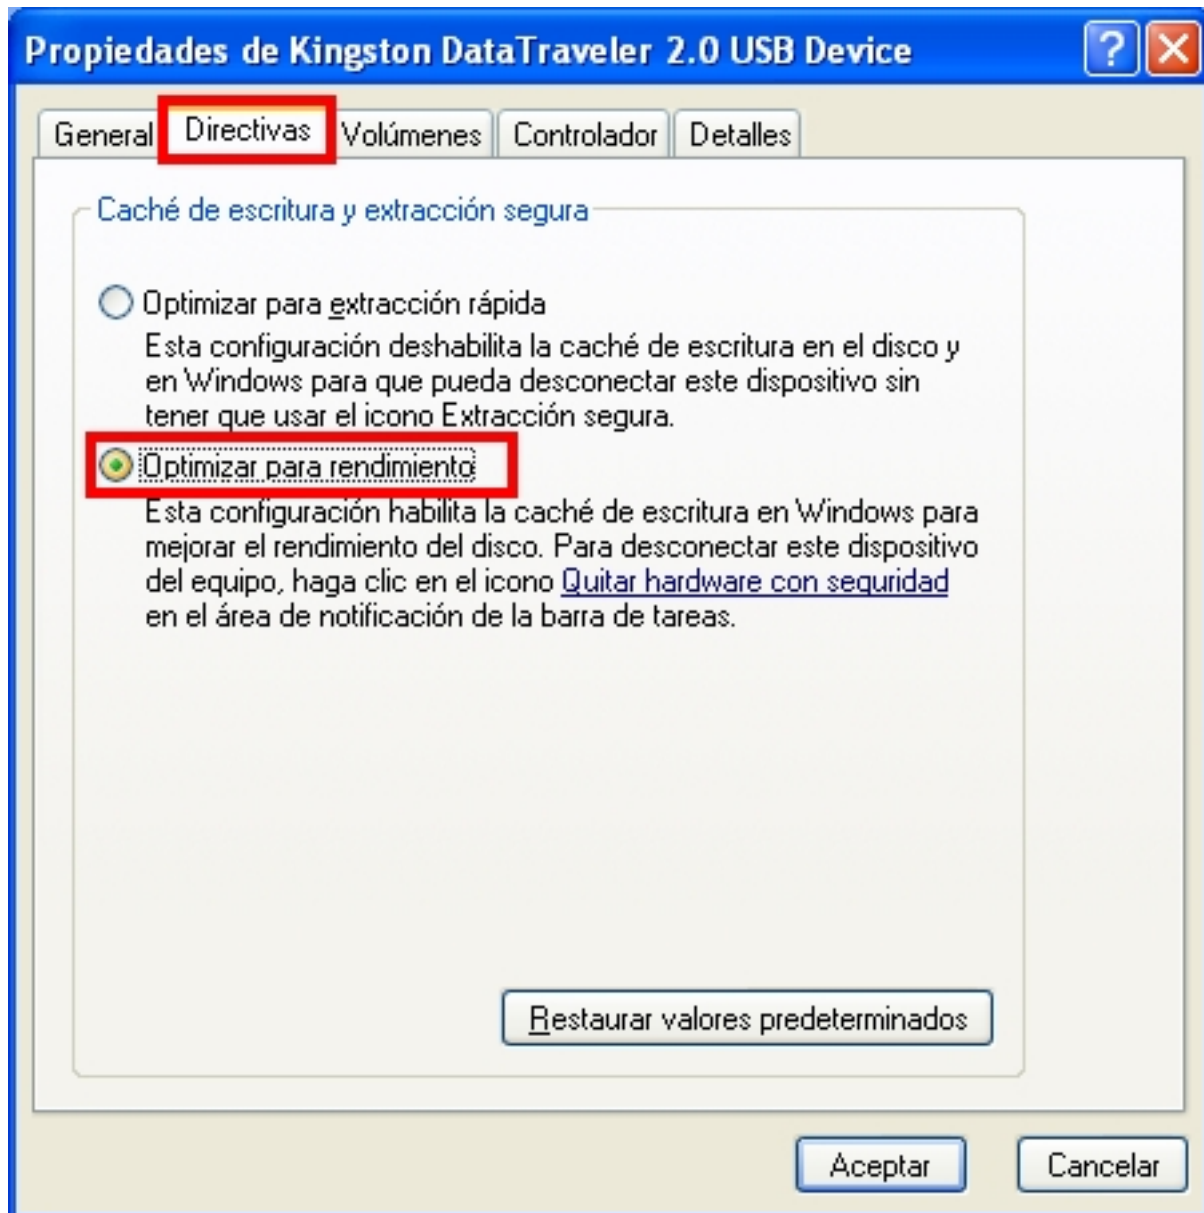 Propiedades de Kingston DataTraveler 2.0 USB Device
General Directivas Volúmenes Controlador Detalles
Caché de escritura y extracción segura
Optimizar para extracción rápida
Esta configuración deshabilita la caché de escritura en el disco y
en Windows para que pueda desconectar este dispositivo sin
tener que usar el icono Extracción segura.
Optimizar para rendimiento
Esta configuración habilita la caché de escritura en Windows para
mejorar el rendimiento del disco. Para desconectar este dispositivo
del equipo, haga clic en el icono Quitar hardware con seguridad
en el área de notificación de la barra de tareas.
Restaurar valores predeterminados
Aceptar Cancelar